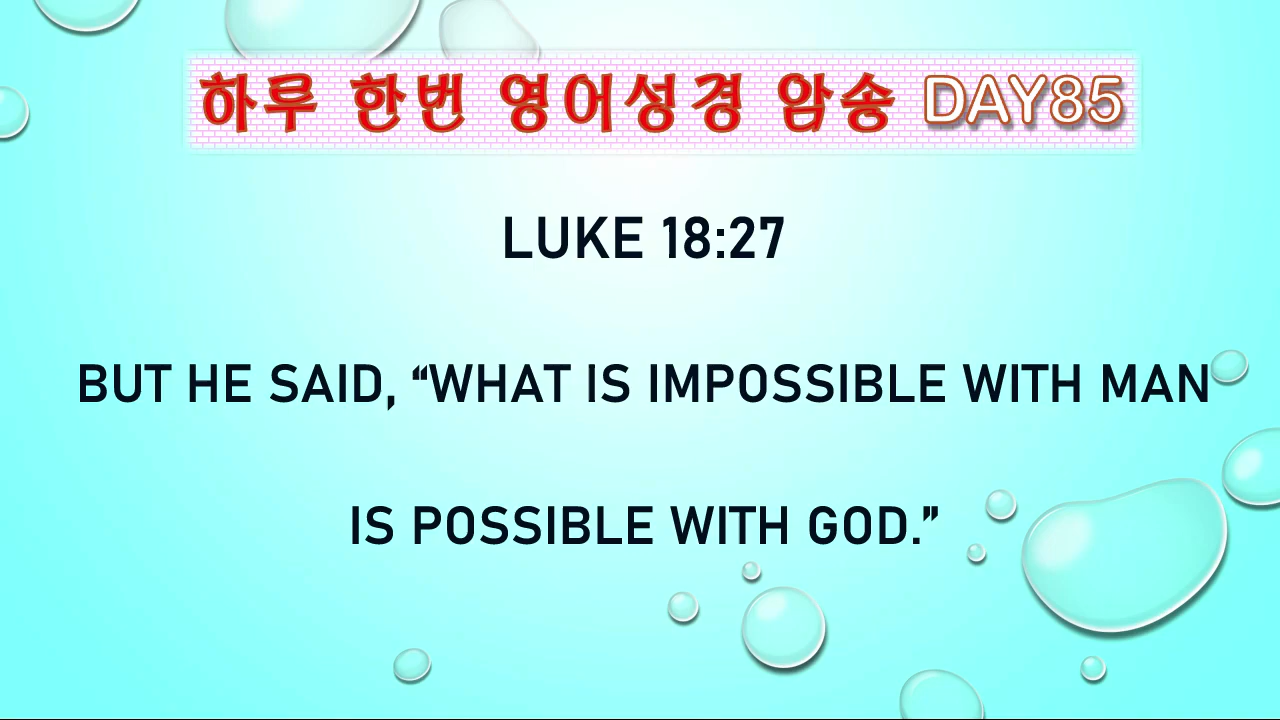 하루 한번 영어성경 암송 DAY85
LUKE 18:27
BUT HE SAID, “WHAT IS IMPOSSIBLE WITH MAN
IS POSSIBLE WITH GOD.”